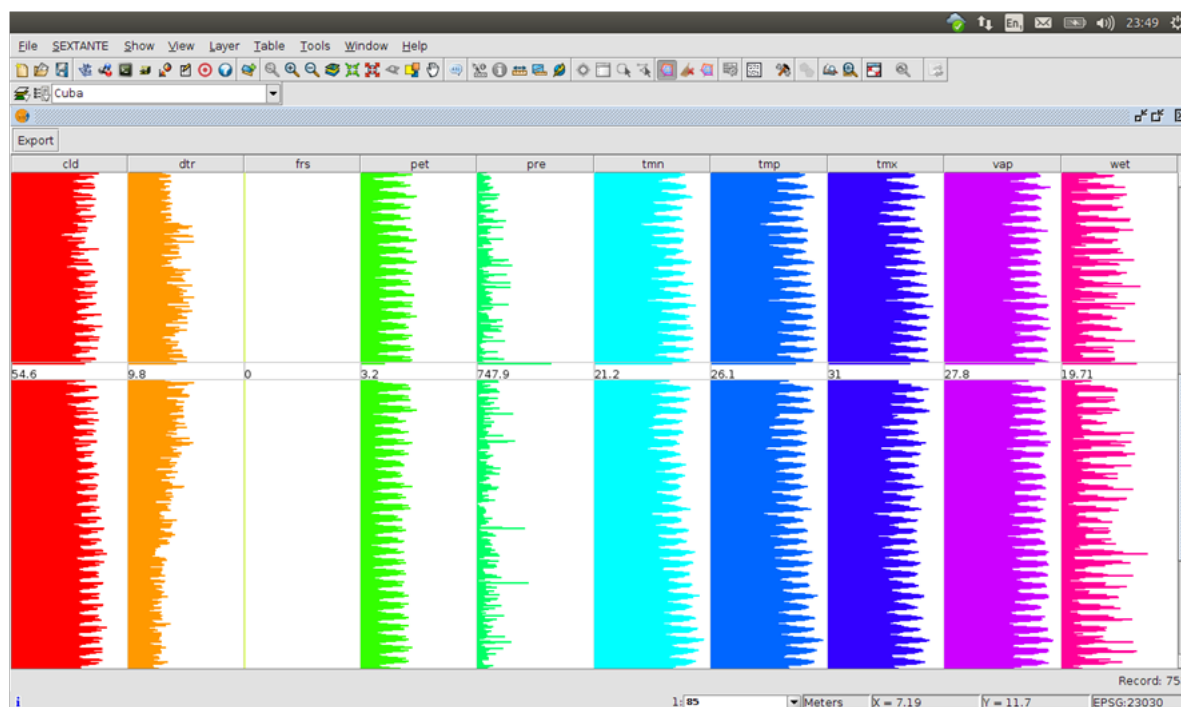 En, 23:49
File SEXTANTE Show View Layer Table Tools Window Help
Cuba
Export
cld dtr frs pet pre tmn tmp tmx vap wet
54.6 9.8 0 3.2 747.9 21.2 26.1 31 27.8 19.71
Record: 75
1: 85 Meters X = 7.19 Y = 11.7 EPSG:23030